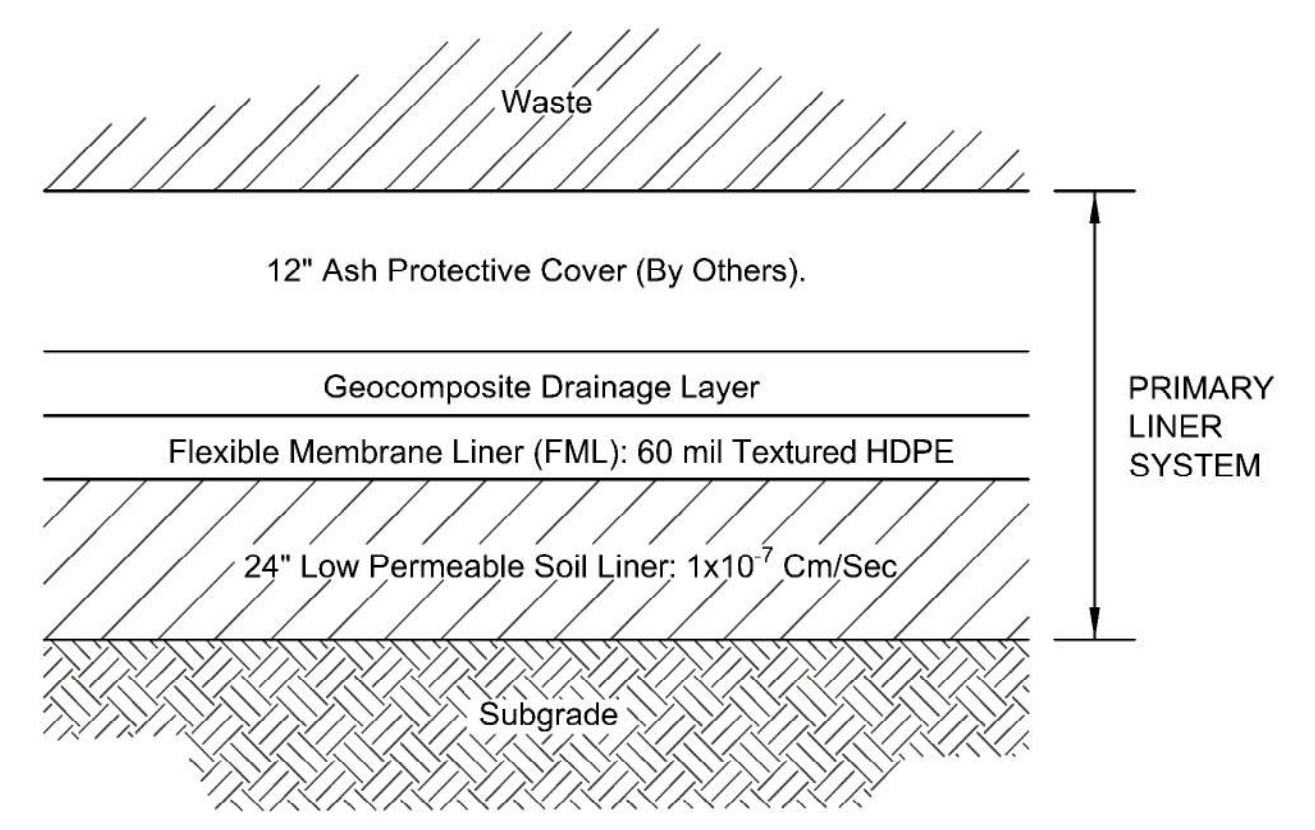 Waste
12" Ash Protective Cover (By Others).
Geocomposite Drainage Layer
Flexible Membrane Liner (FML): 60 mil Textured HDPE
24" Low Permeable Soil Liner: 1x10⁻⁷ Cm/Sec
Subgrade
PRIMARY
LINER
SYSTEM